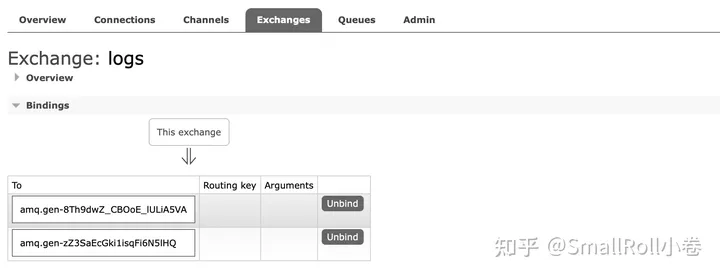 Overview Connections Channels Exchanges Queues Admin
Exchange: logs
Overview
Bindings
This exchange
To Routing key Arguments
amq.gen-8Th9dwZ_CBOoE_lULiA5VA Unbind
amq.gen-zZ3SaEcGki1isqFi6N5lHQ Unbind
知乎 @SmallRoll小卷